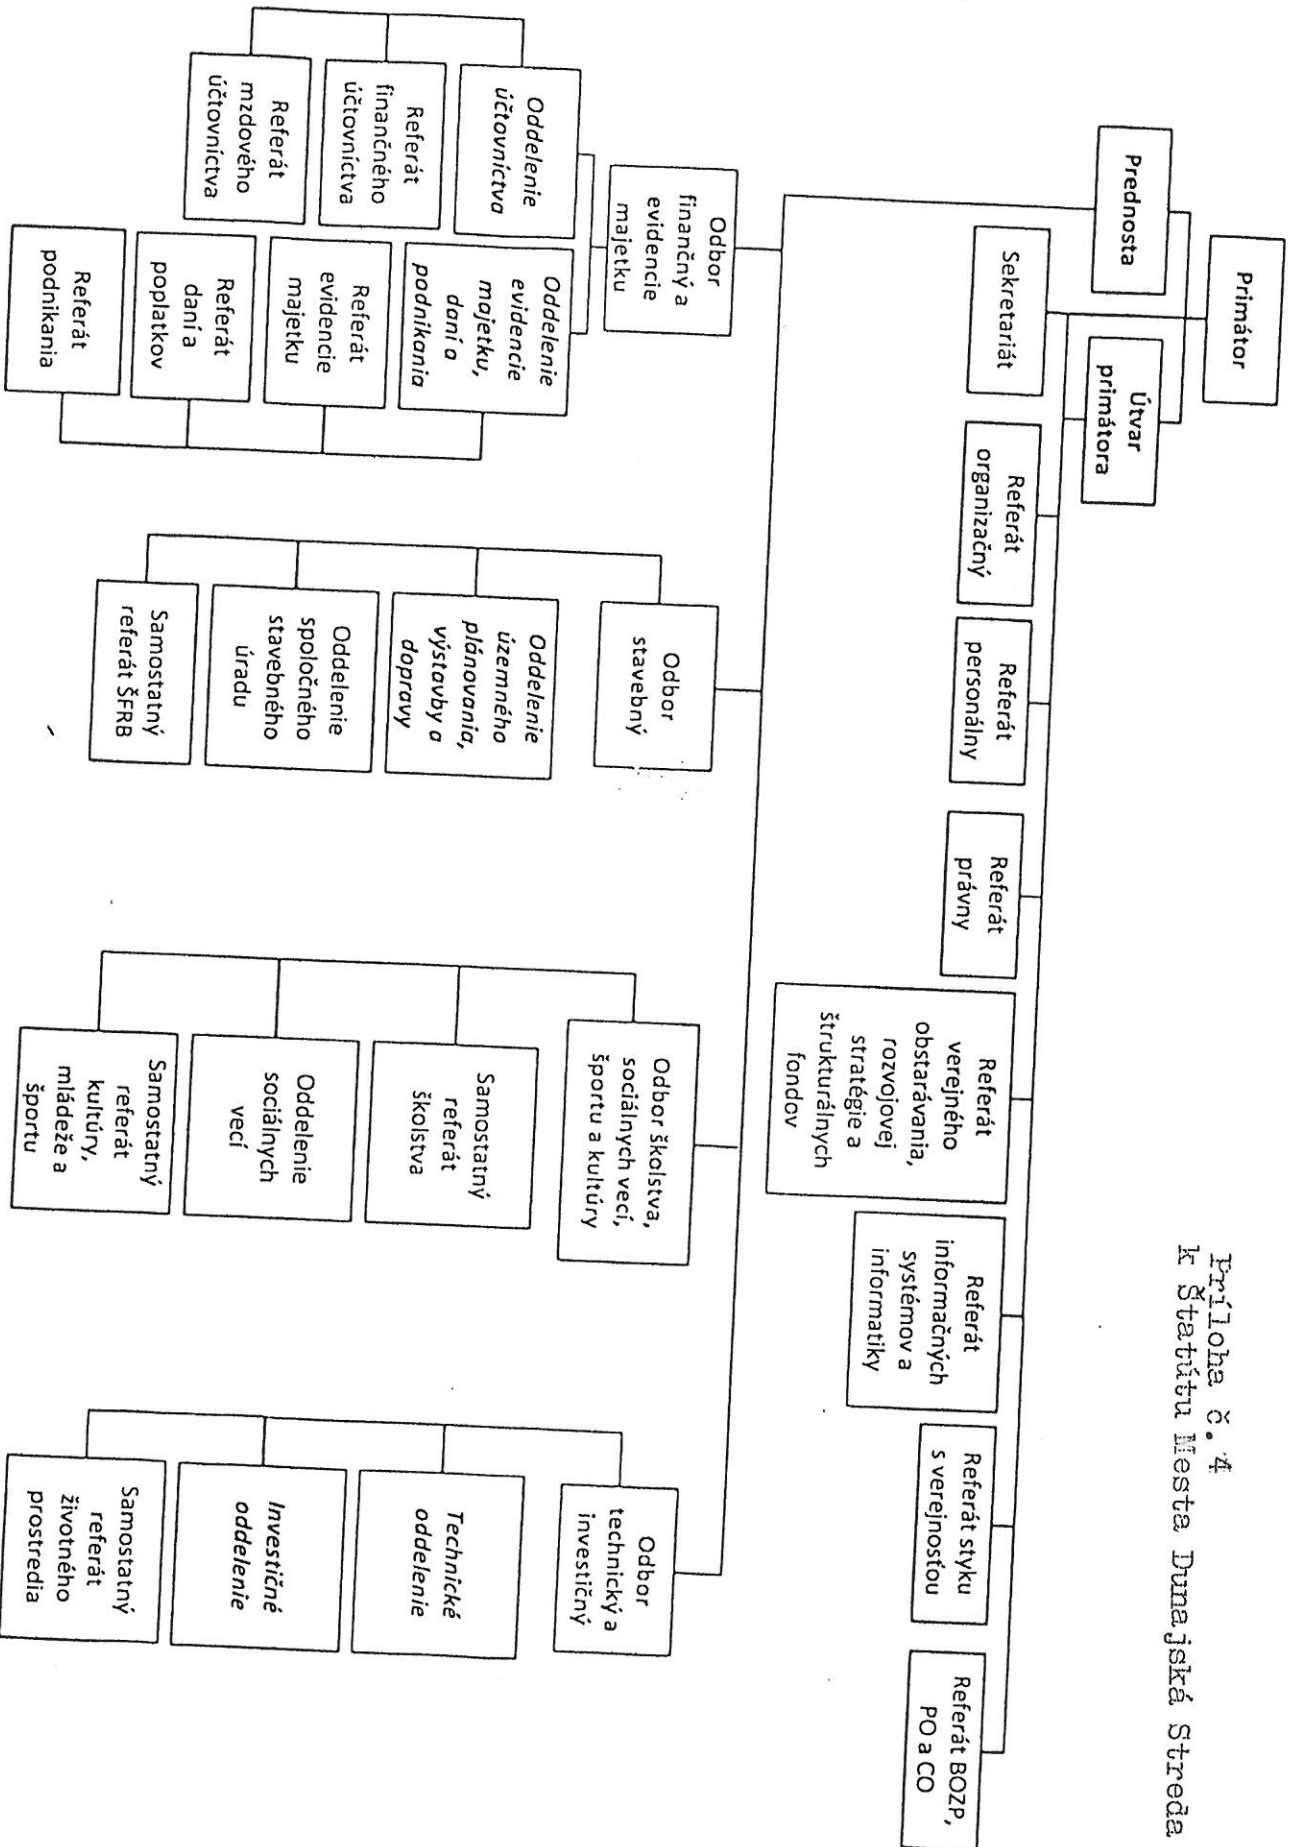 Príloha č. 4
k Štatútu Mesta Dunajská Streda
Primátor
Prednosta
Útvar
primátora
Sekretariát
Referát
organizačný
Referát
personálny
Referát
právny
Referát
verejného
obstarávania,
rozvojovej
stratégie a
štrukturálnych
fondov
Referát
informačných
systémov a
informatiky
Referát styku
s verejnosťou
Referát BOZP,
PO a CO
Odbor
finančný a
evidencie
majetku
Oddelenie
účtovníctva
Referát
finančného
účtovníctva
Referát
mzdového
účtovníctva
Oddelenie
evidencie
majetku,
daní a
podnikania
Referát
evidencie
majetku
Referát
daní a
poplatkov
Referát
podnikania
Odbor
stavebný
Oddelenie
územného
plánovania,
výstavby a
dopravy
Oddelenie
spoločného
stavebného
úradu
Samostatný
referát ŠFRB
Odbor školstva,
sociálnych vecí,
športu a kultúry
Samostatný
referát
školstva
Oddelenie
sociálnych
vecí
Samostatný
referát
kultúry,
mládeže a
športu
Odbor
technický a
investičný
Technické
oddelenie
Investičné
oddelenie
Samostatný
referát
životného
prostredia